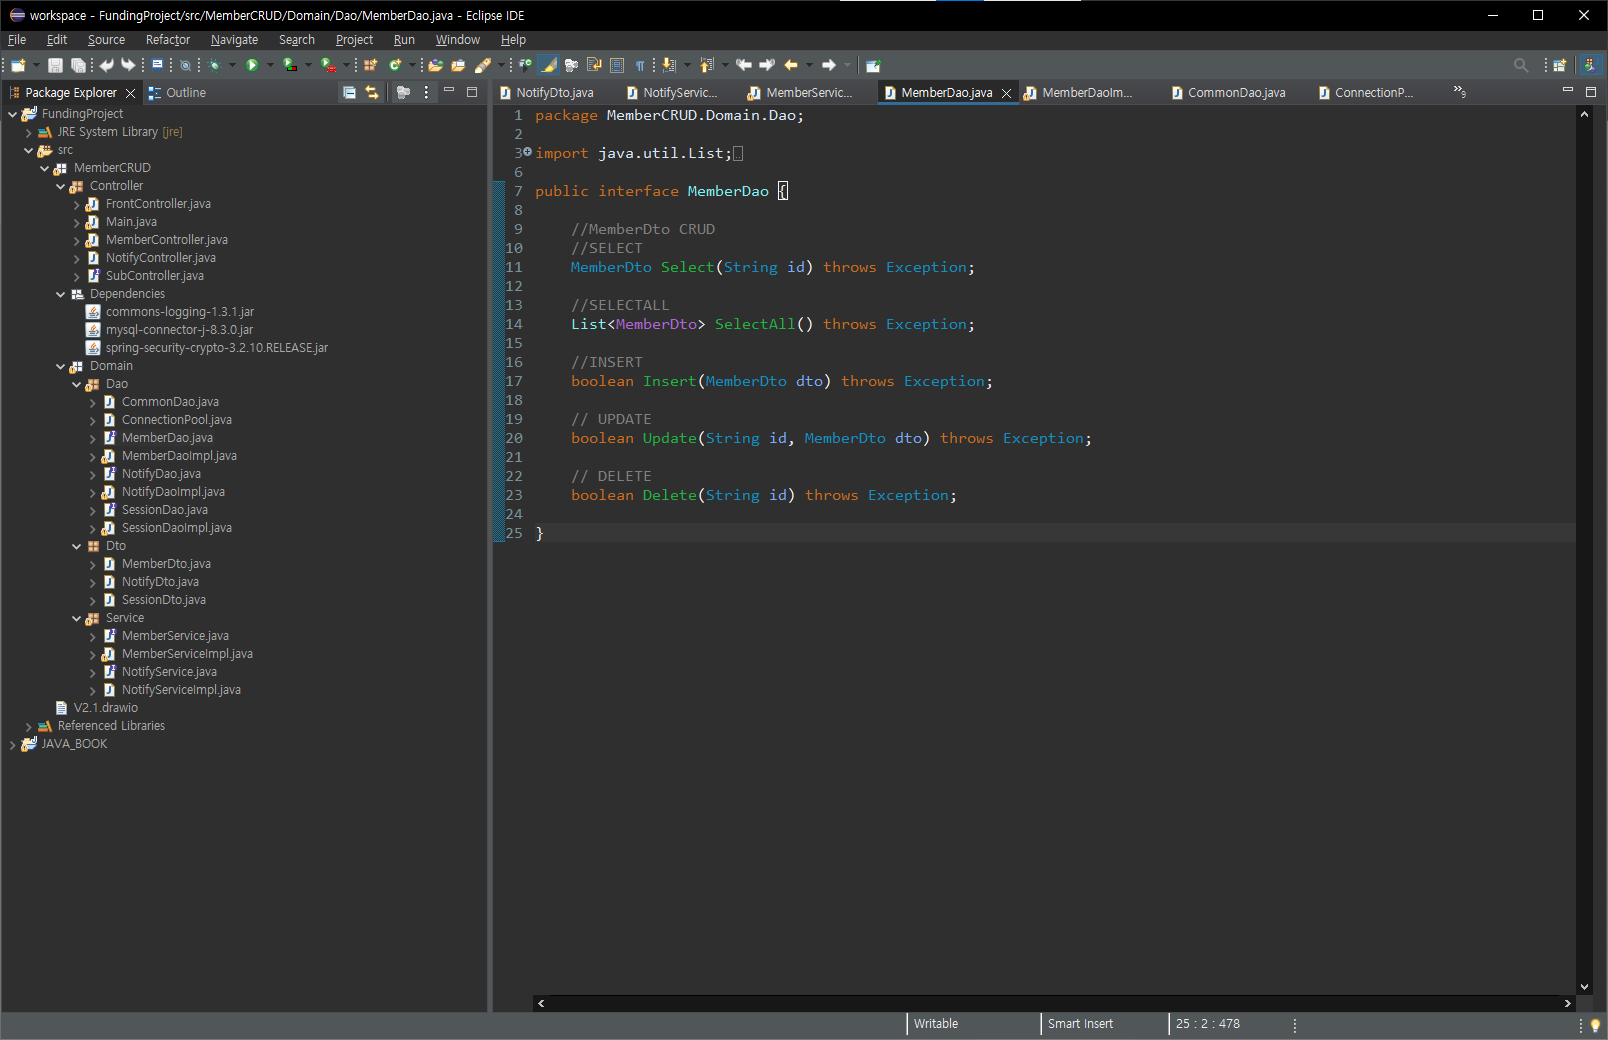 workspace - FundingProject/src/MemberCRUD/Domain/Dao/MemberDao.java - Eclipse IDE
File Edit Source Refactor Navigate Search Project Run Window Help
Package Explorer Outline
NotifyDto.java NotifyServic... MemberServic... MemberDao.java MemberDaoIm... CommonDao.java ConnectionP... »9
FundingProject
JRE System Library [jre]
src
MemberCRUD
Controller
FrontController.java
Main.java
MemberController.java
NotifyController.java
SubController.java
Dependencies
commons-logging-1.3.1.jar
mysql-connector-j-8.3.0.jar
spring-security-crypto-3.2.10.RELEASE.jar
Domain
Dao
CommonDao.java
ConnectionPool.java
MemberDao.java
MemberDaoImpl.java
NotifyDao.java
NotifyDaoImpl.java
SessionDao.java
SessionDaoImpl.java
Dto
MemberDto.java
NotifyDto.java
SessionDto.java
Service
MemberService.java
MemberServiceImpl.java
NotifyService.java
NotifyServiceImpl.java
V2.1.drawio
Referenced Libraries
JAVA_BOOK
1 package MemberCRUD.Domain.Dao;
2
3 import java.util.List;
6
7 public interface MemberDao {
8
9 //MemberDto CRUD
10 //SELECT
11 MemberDto Select(String id) throws Exception;
12
13 //SELECTALL
14 List<MemberDto> SelectAll() throws Exception;
15
16 //INSERT
17 boolean Insert(MemberDto dto) throws Exception;
18
19 // UPDATE
20 boolean Update(String id, MemberDto dto) throws Exception;
21
22 // DELETE
23 boolean Delete(String id) throws Exception;
24
25 }
Writable Smart Insert 25 : 2 : 478